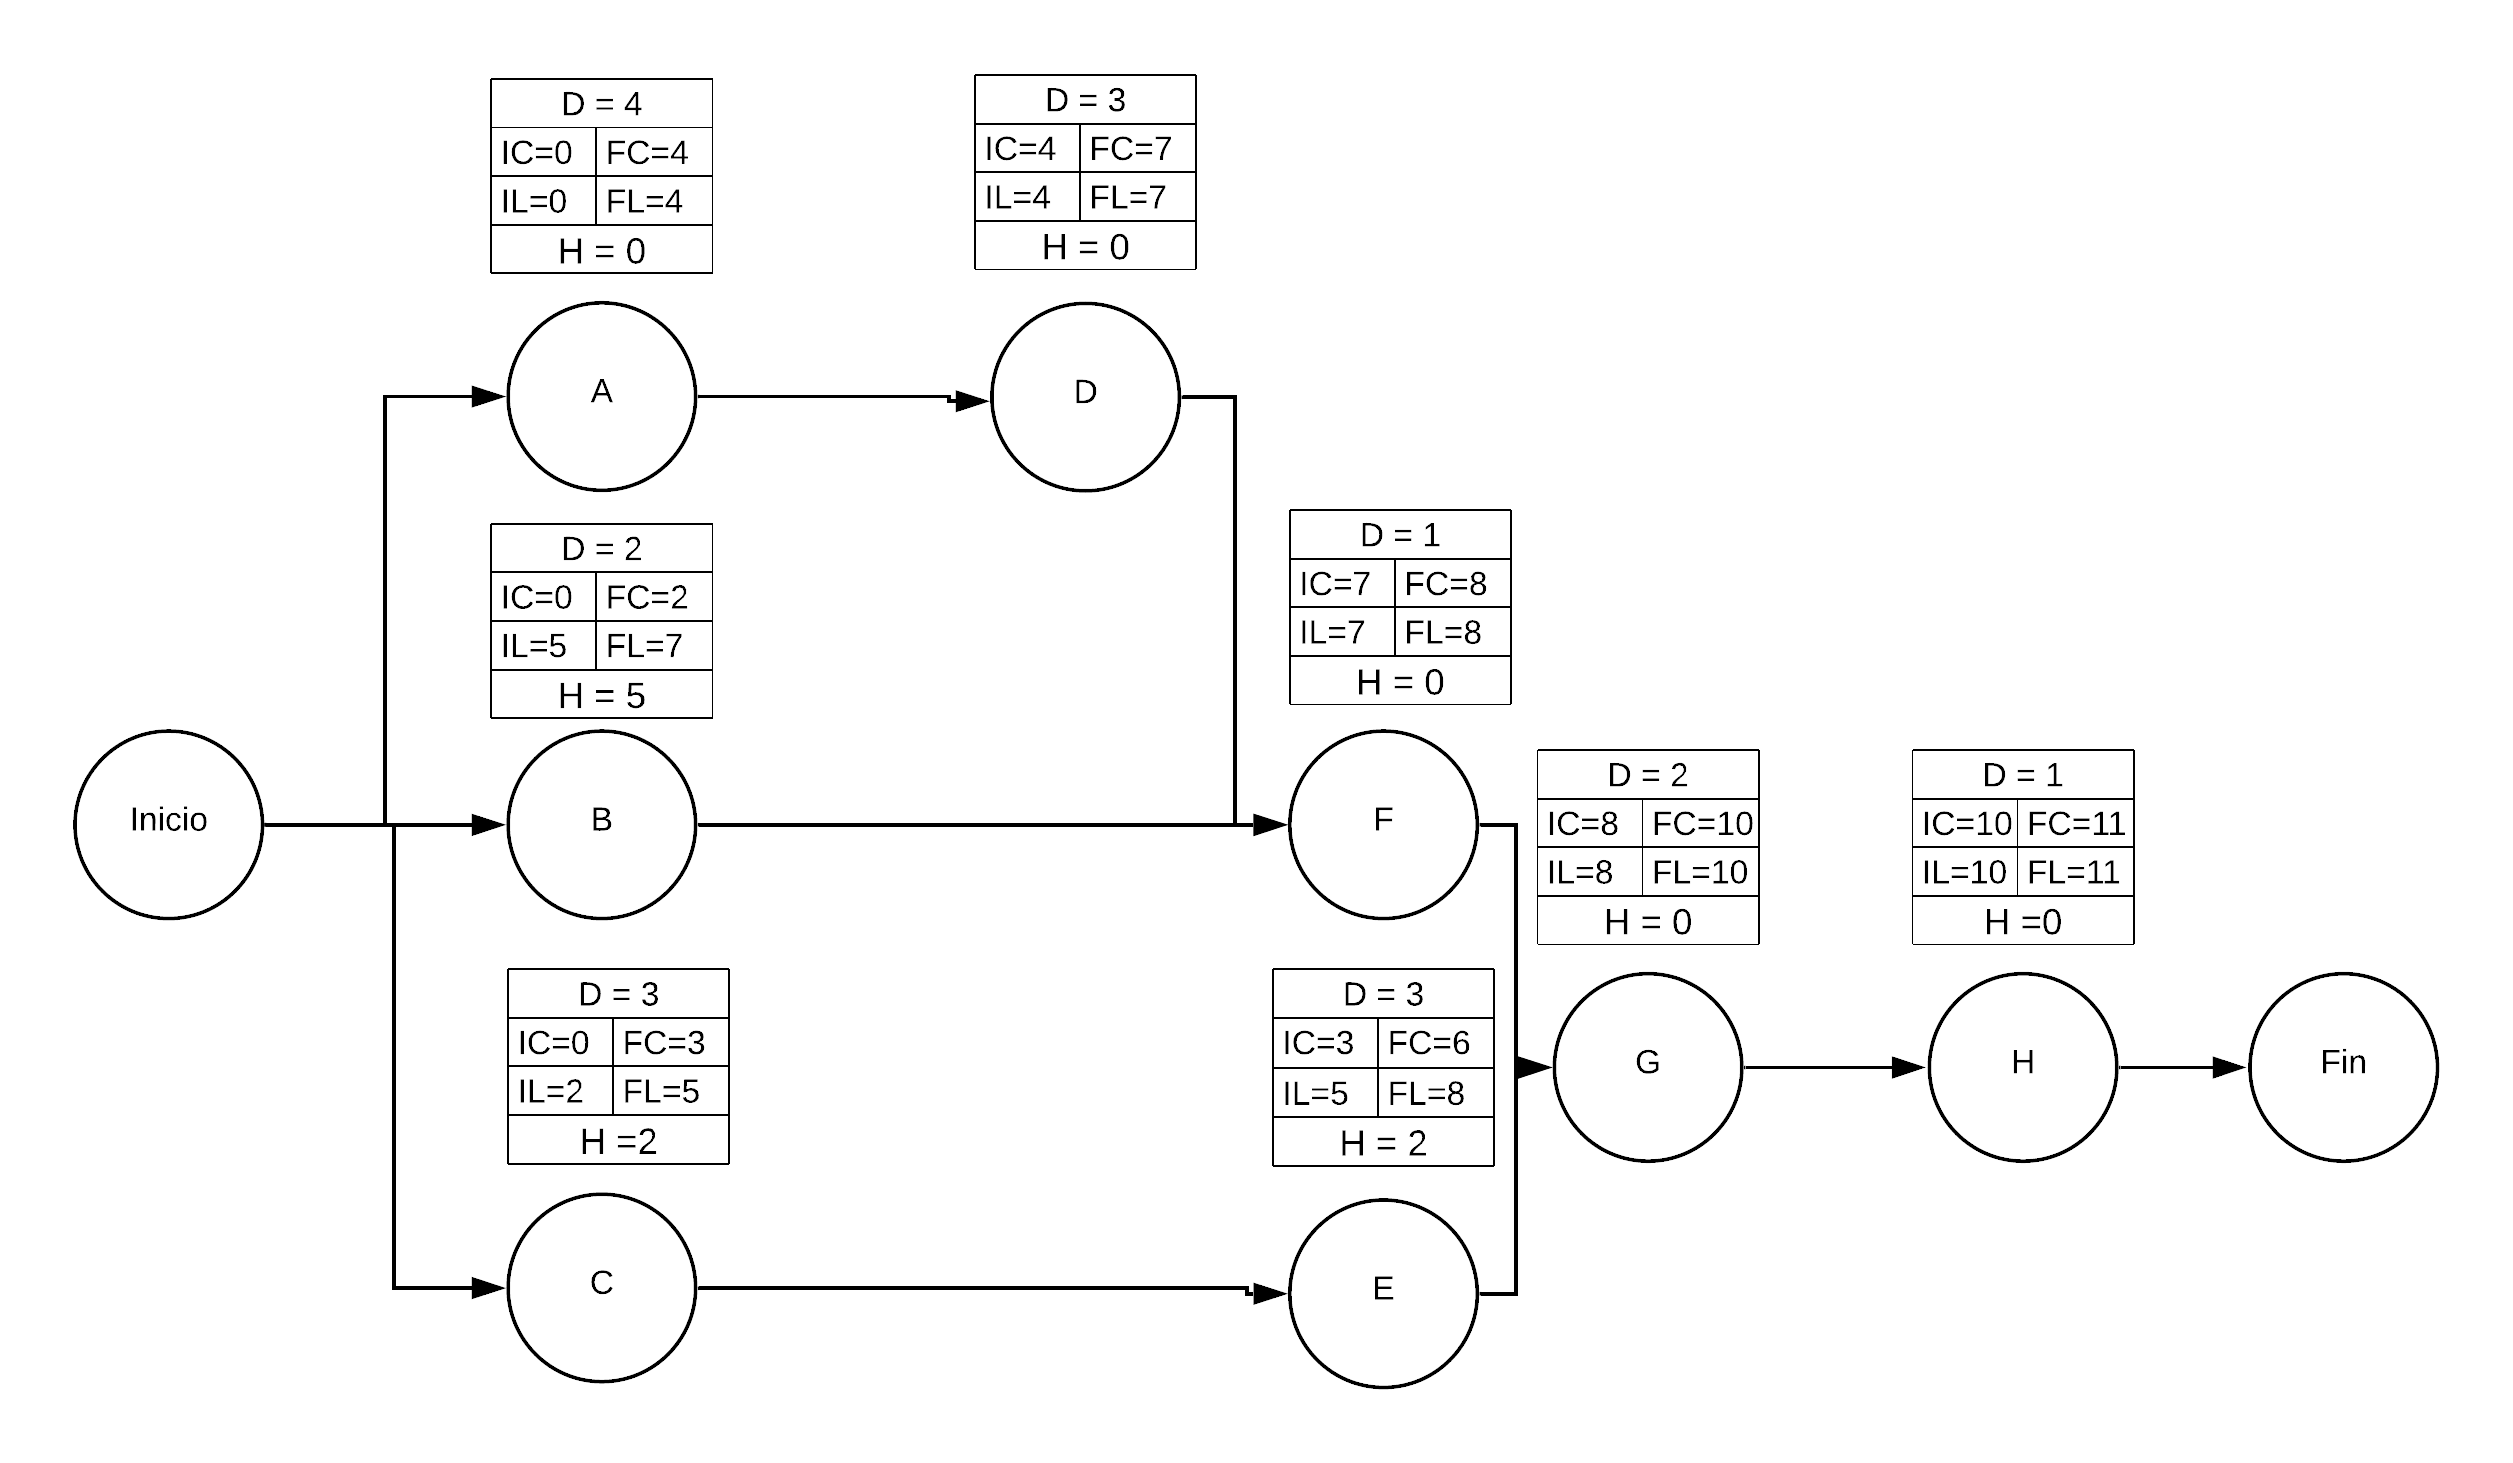 D = 4
IC=0 FC=4
IL=0 FL=4
H = 0
D = 3
IC=4 FC=7
IL=4 FL=7
H = 0
A
D
D = 2
IC=0 FC=2
IL=5 FL=7
H = 5
D = 1
IC=7 FC=8
IL=7 FL=8
H = 0
Inicio
B
F
D = 2
IC=8 FC=10
IL=8 FL=10
H = 0
D = 1
IC=10 FC=11
IL=10 FL=11
H =0
D = 3
IC=0 FC=3
IL=2 FL=5
H =2
D = 3
IC=3 FC=6
IL=5 FL=8
H = 2
G
H
Fin
C
E